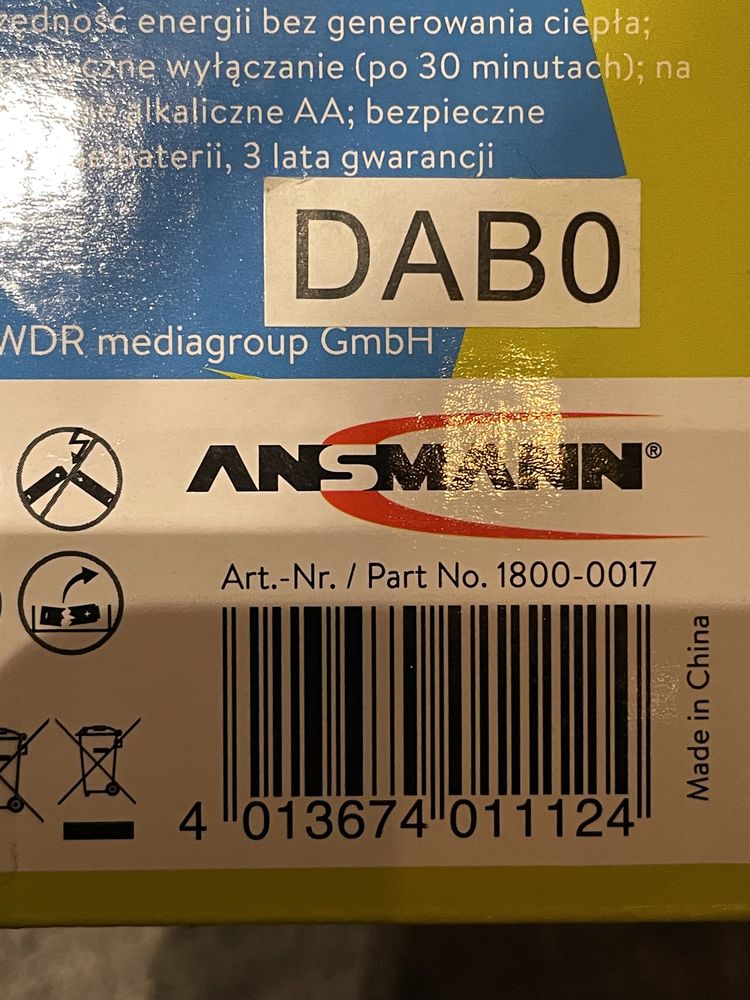 energii bez generowania ciepła;
wyłączanie (po 30 minutach); na
alkaliczne AA; bezpieczne
baterii, 3 lata gwarancji
DAB0
WDR mediagroup GmbH
ANSMANN®
Art.-Nr. / Part No. 1800-0017
Made in China
4 013674 011124